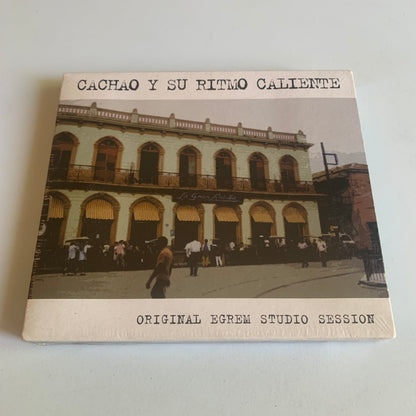 CACHAO Y SU RITMO CALIENTE
ORIGINAL EGREM STUDIO SESSION